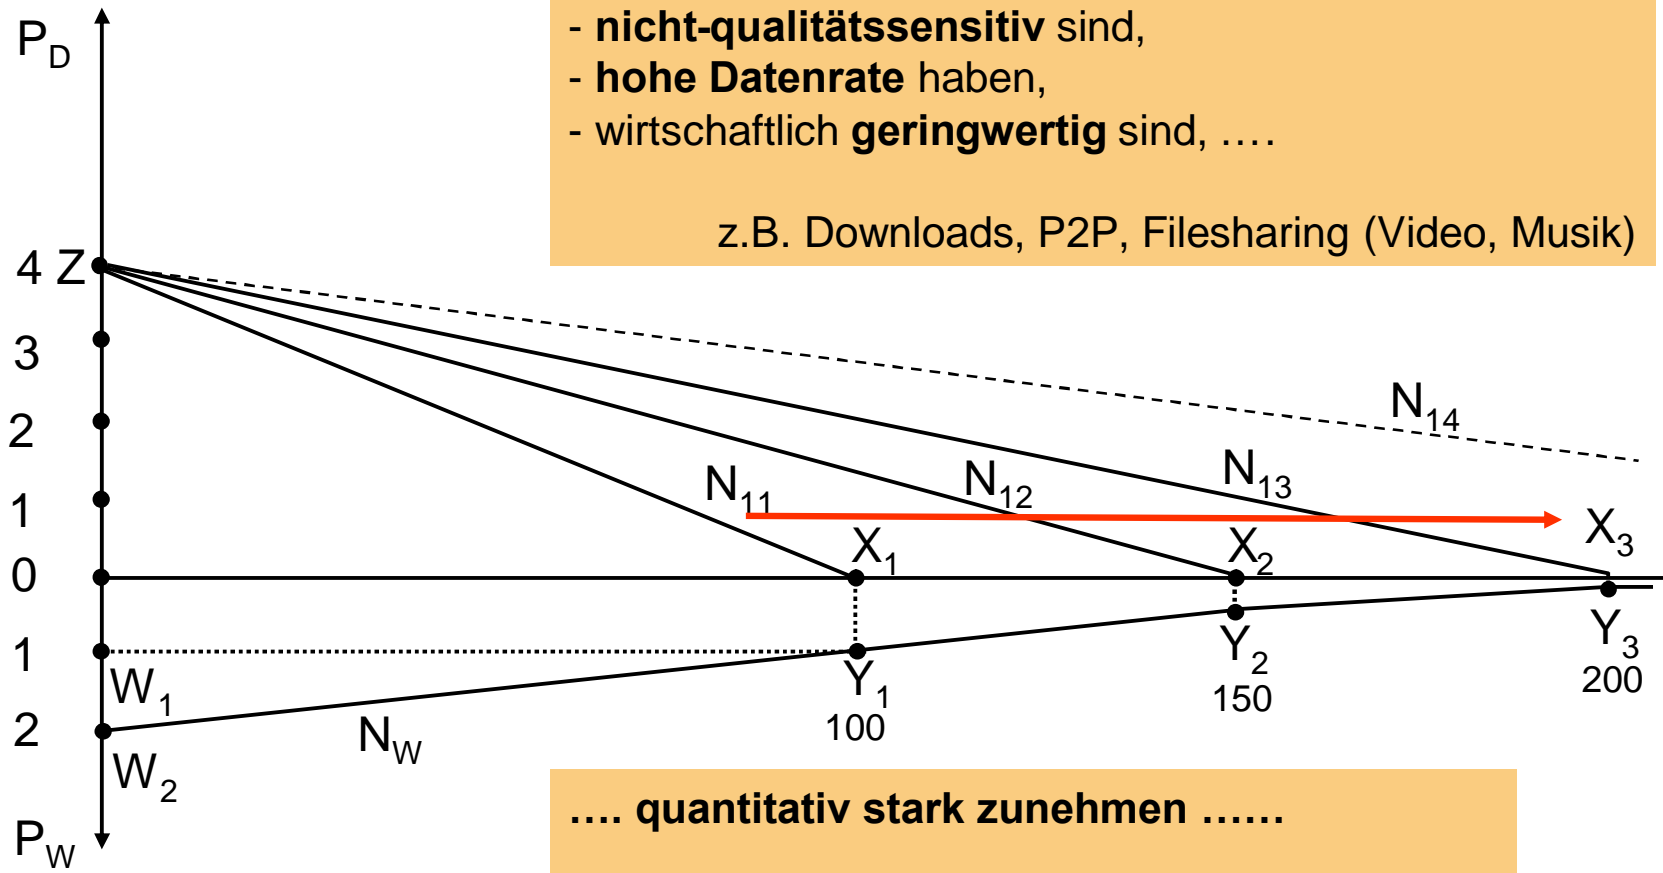 P_D
- nicht-qualitätssensitiv sind,
- hohe Datenrate haben,
- wirtschaftlich geringwertig sind, ….
z.B. Downloads, P2P, Filesharing (Video, Musik)
4 Z
3
2
N_14
N_11 N_12 N_13
1
X_1 X_2 X_3
0
1
W_1
Y_1 Y_2 Y_3
100 150 200
2
N_W
W_2
…. quantitativ stark zunehmen ……
P_W